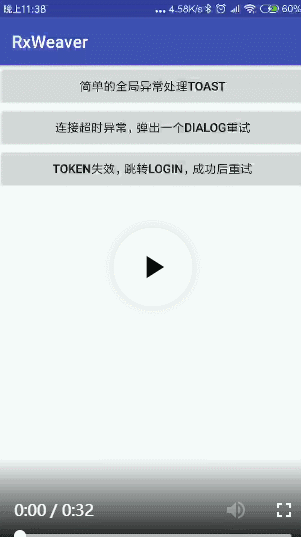 晚上11:38 ... 4.58K/s 60%
RxWeaver
简单的全局异常处理TOAST
连接超时异常, 弹出一个DIALOG重试
TOKEN失效, 跳转LOGIN, 成功后重试
0:00 / 0:32